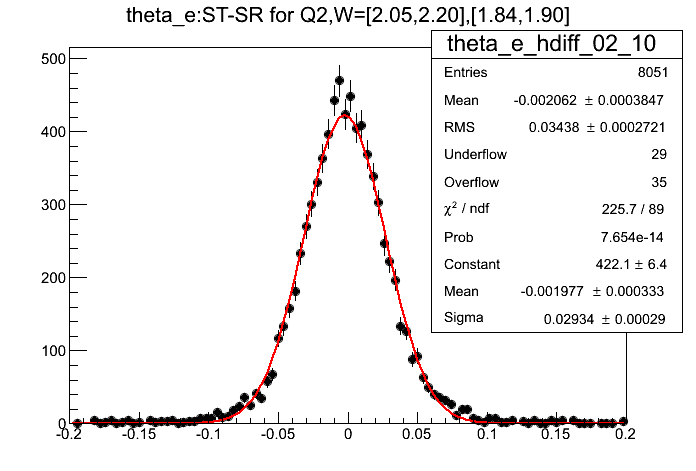 theta_e:ST-SR for Q2,W=[2.05,2.20],[1.84,1.90]
theta_e_hdiff_02_10
Entries 8051
Mean -0.002062 ± 0.0003847
RMS 0.03438 ± 0.0002721
Underflow 29
Overflow 35
χ² / ndf 225.7 / 89
Prob 7.654e-14
Constant 422.1 ± 6.4
Mean -0.001977 ± 0.000333
Sigma 0.02934 ± 0.00029
500
400
300
200
100
0
-0.2 -0.15 -0.1 -0.05 0 0.05 0.1 0.15 0.2